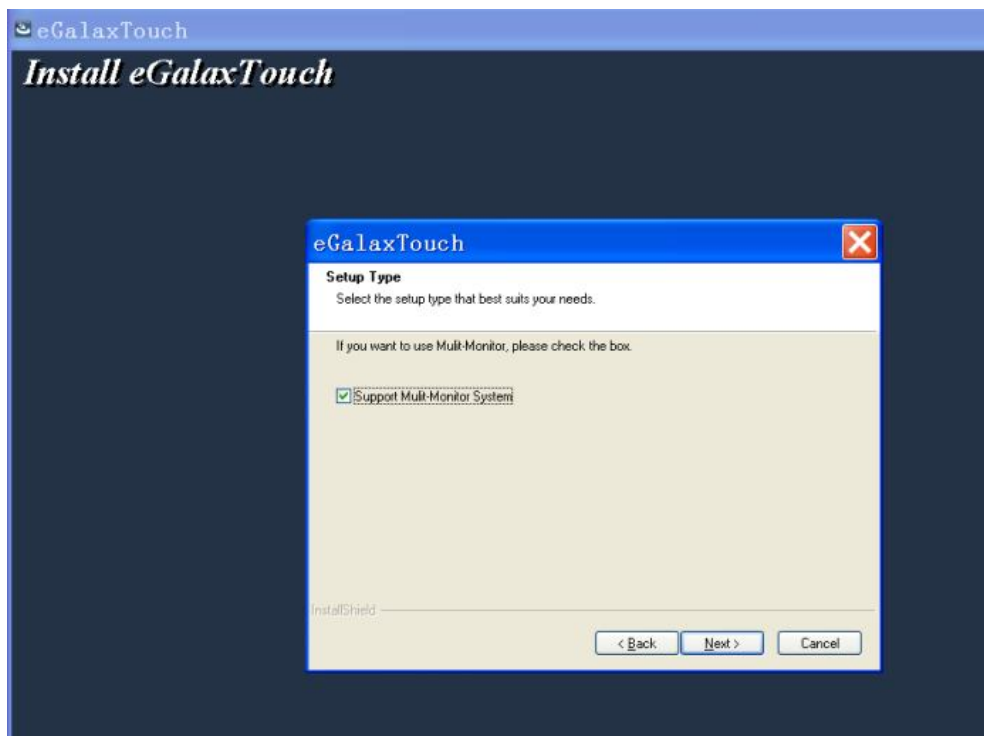 eGalaxTouch
Install eGalaxTouch
eGalaxTouch
Setup Type
Select the setup type that best suits your needs.
If you want to use Mulit-Monitor, please check the box.
Support Mulit-Monitor System
InstallShield
< Back Next > Cancel